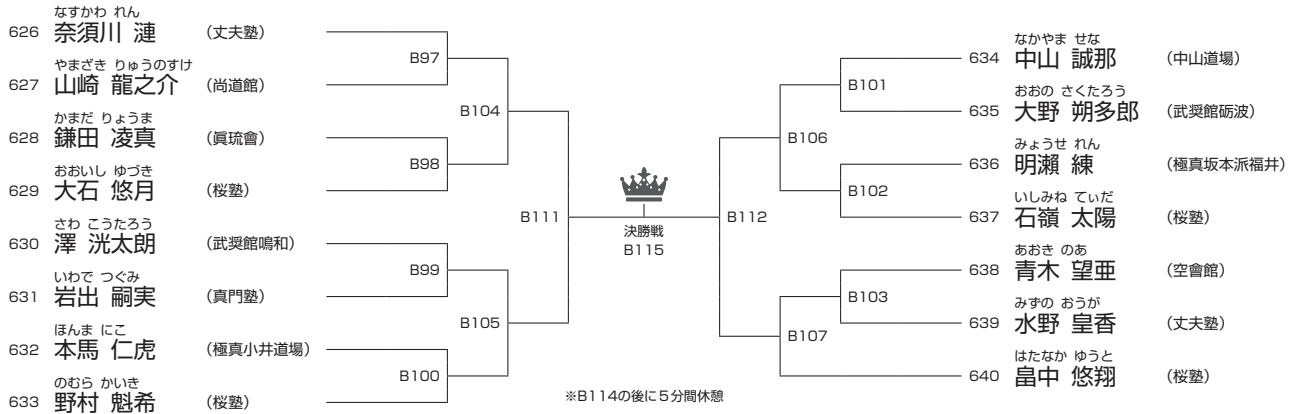 なすかわ れん
626 奈須川 漣 (丈夫塾)
やまざき りゅうのすけ
627 山崎 龍之介 (尚道館)
かまだ りょうま
628 鎌田 凌真 (眞琉會)
おおいし ゆづき
629 大石 悠月 (桜塾)
さわ こうたろう
630 澤 洸太朗 (武奨館鳴和)
いわで つぐみ
631 岩出 嗣実 (真門塾)
ほんま にこ
632 本馬 仁虎 (極真小井道場)
のむら かいき
633 野村 魁希 (桜塾)
B97
B98
B99
B100
B104
B105
B111
決勝戦
B115
B112
B106
B107
B101
B102
B103
なかやま せな
634 中山 誠那 (中山道場)
おおの さくたろう
635 大野 朔多郎 (武奨館砺波)
みょうせ れん
636 明瀬 練 (極真坂本派福井)
いしみね てぃだ
637 石嶺 太陽 (桜塾)
あおき のあ
638 青木 望亜 (空會館)
みずの おうが
639 水野 皇香 (丈夫塾)
はたなか ゆうと
640 畠中 悠翔 (桜塾)
※B114の後に5分間休憩